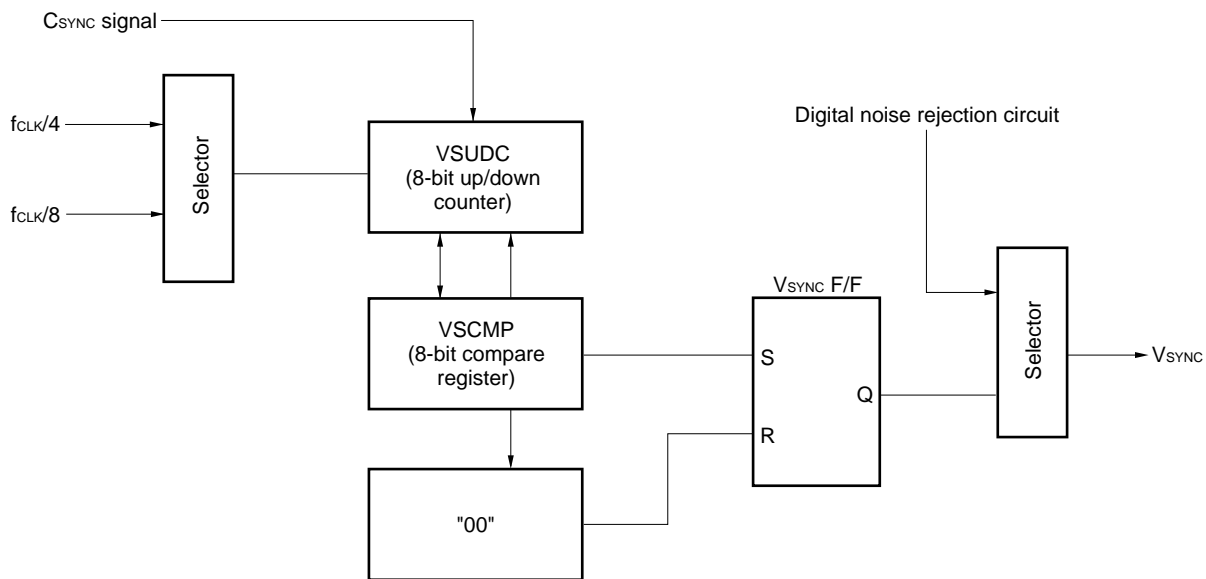 CSYNC signal
fCLK/4
fCLK/8
Selector
VSUDC
(8-bit up/down
counter)
VSCMP
(8-bit compare
register)
"00"
VSYNC F/F
S
R
Q
Digital noise rejection circuit
Selector
VSYNC